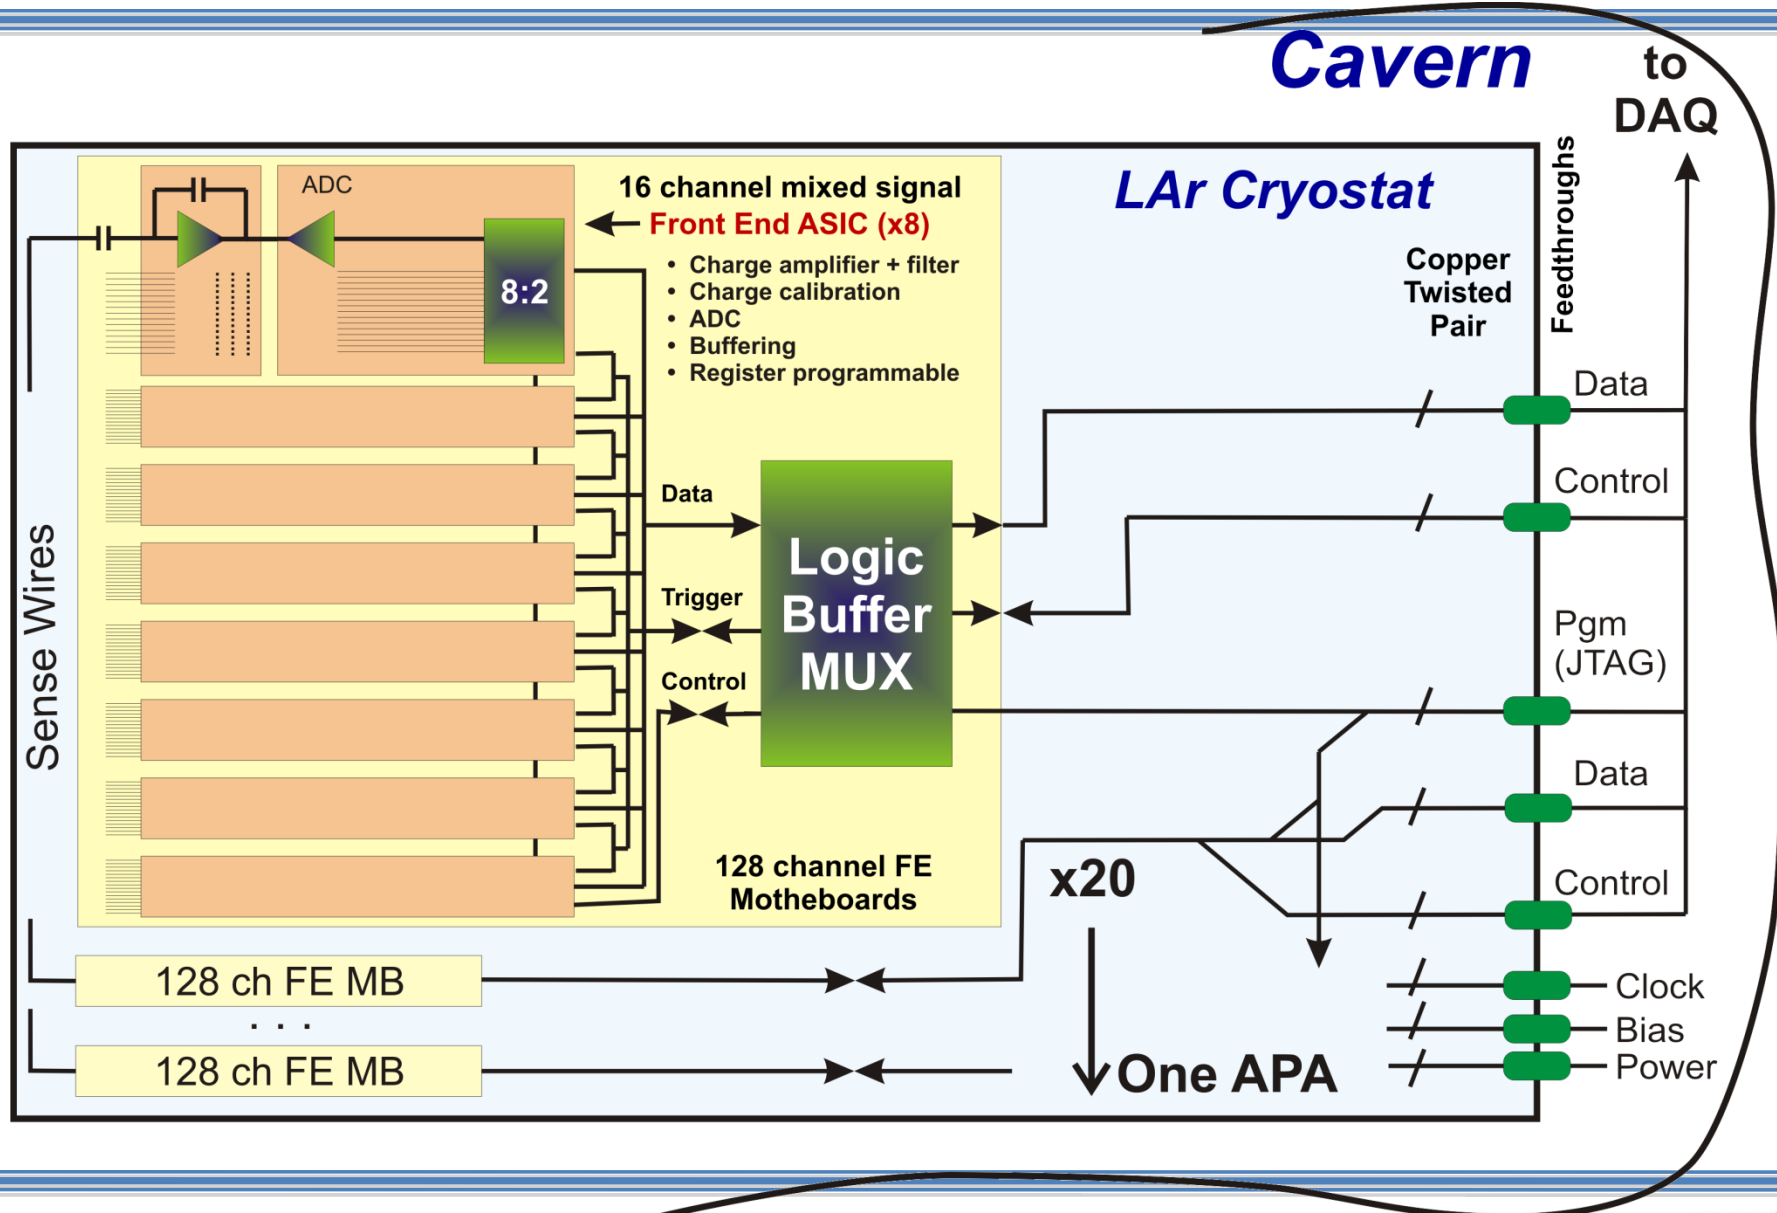 Cavern
to
DAQ
LAr Cryostat
Feedthroughs
ADC
16 channel mixed signal
Front End ASIC (x8)
• Charge amplifier + filter
• Charge calibration
• ADC
• Buffering
• Register programmable
8:2
Copper
Twisted
Pair
Sense Wires
Data
Trigger
Control
Logic
Buffer
MUX
Data
Control
Pgm
(JTAG)
Data
Control
128 channel FE
Motheboards
x20
128 ch FE MB
. . .
128 ch FE MB
One APA
Clock
Bias
Power